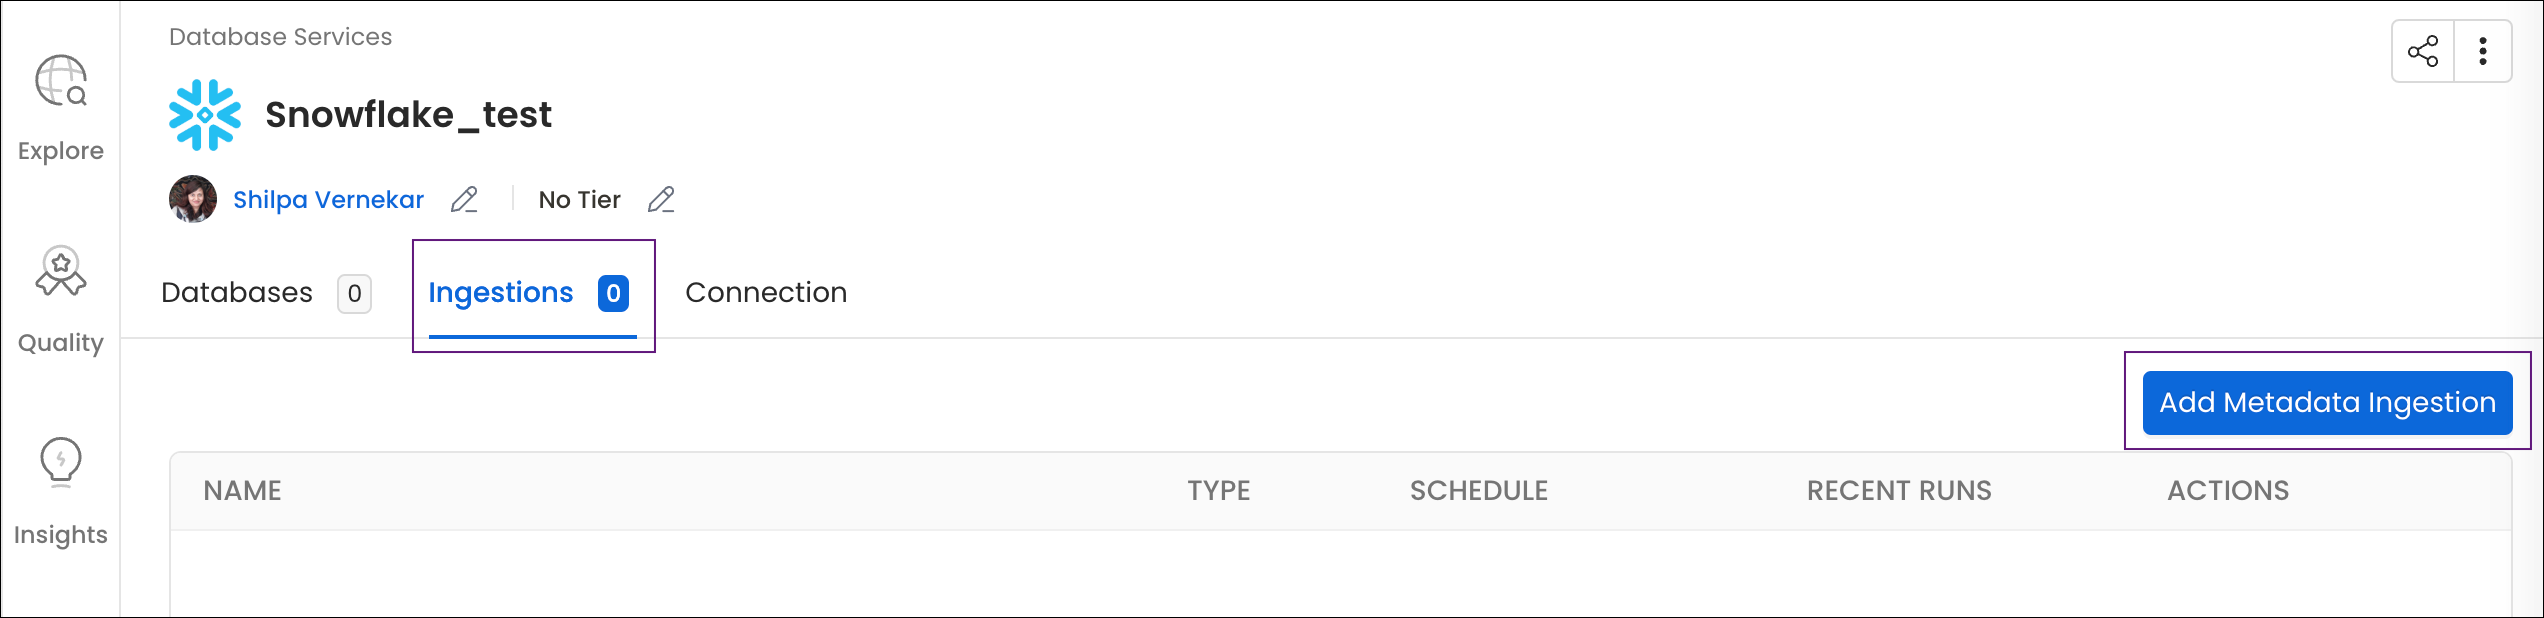 Database Services
Snowflake_test
Explore
Shilpa Vernekar
No Tier
Databases 0
Ingestions 0
Connection
Quality
Add Metadata Ingestion
NAME TYPE SCHEDULE RECENT RUNS ACTIONS
Insights